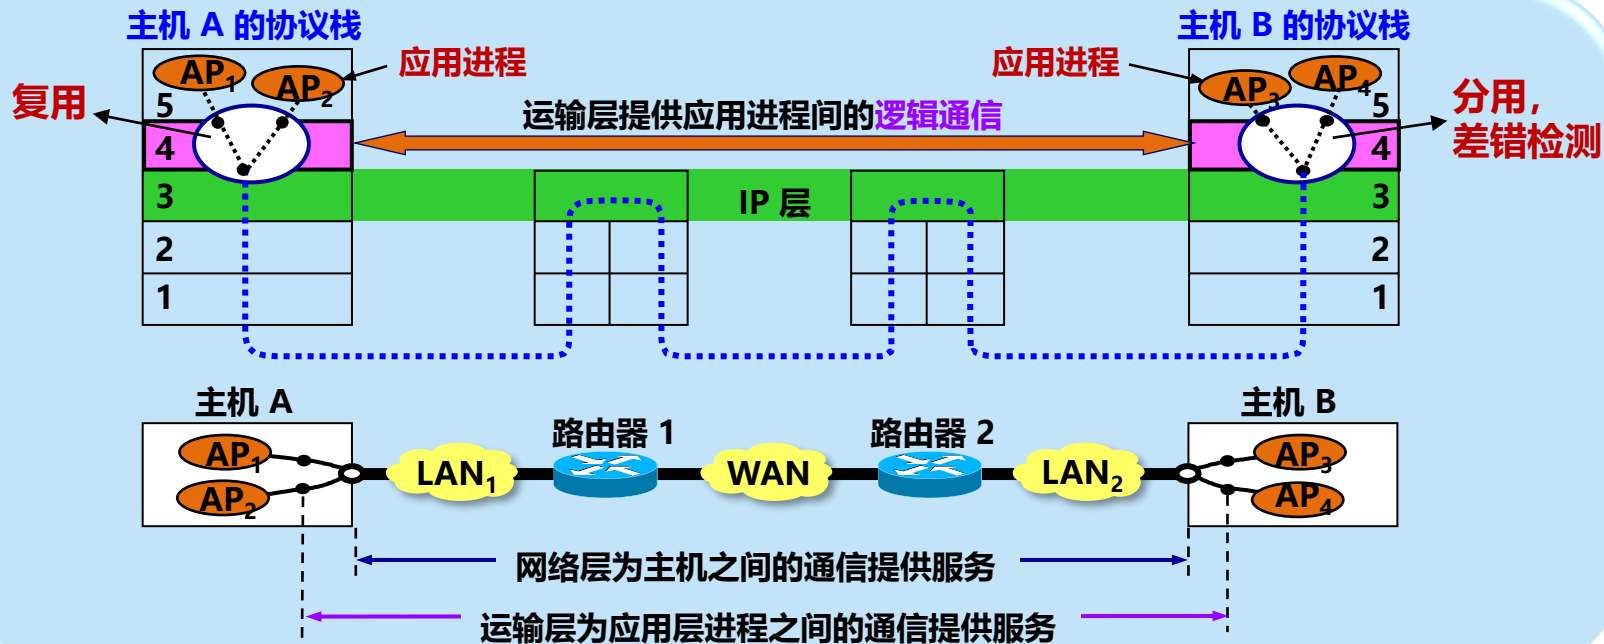 主机 A 的协议栈
主机 B 的协议栈
AP1
AP2
应用进程
应用进程
AP3
AP4
复用
5
运输层提供应用进程间的逻辑通信
5
分用，
差错检测
4
4
3
IP 层
3
2
2
1
1
主机 A
主机 B
路由器 1
路由器 2
AP1
AP2
LAN1
WAN
LAN2
AP3
AP4
网络层为主机之间的通信提供服务
运输层为应用层进程之间的通信提供服务